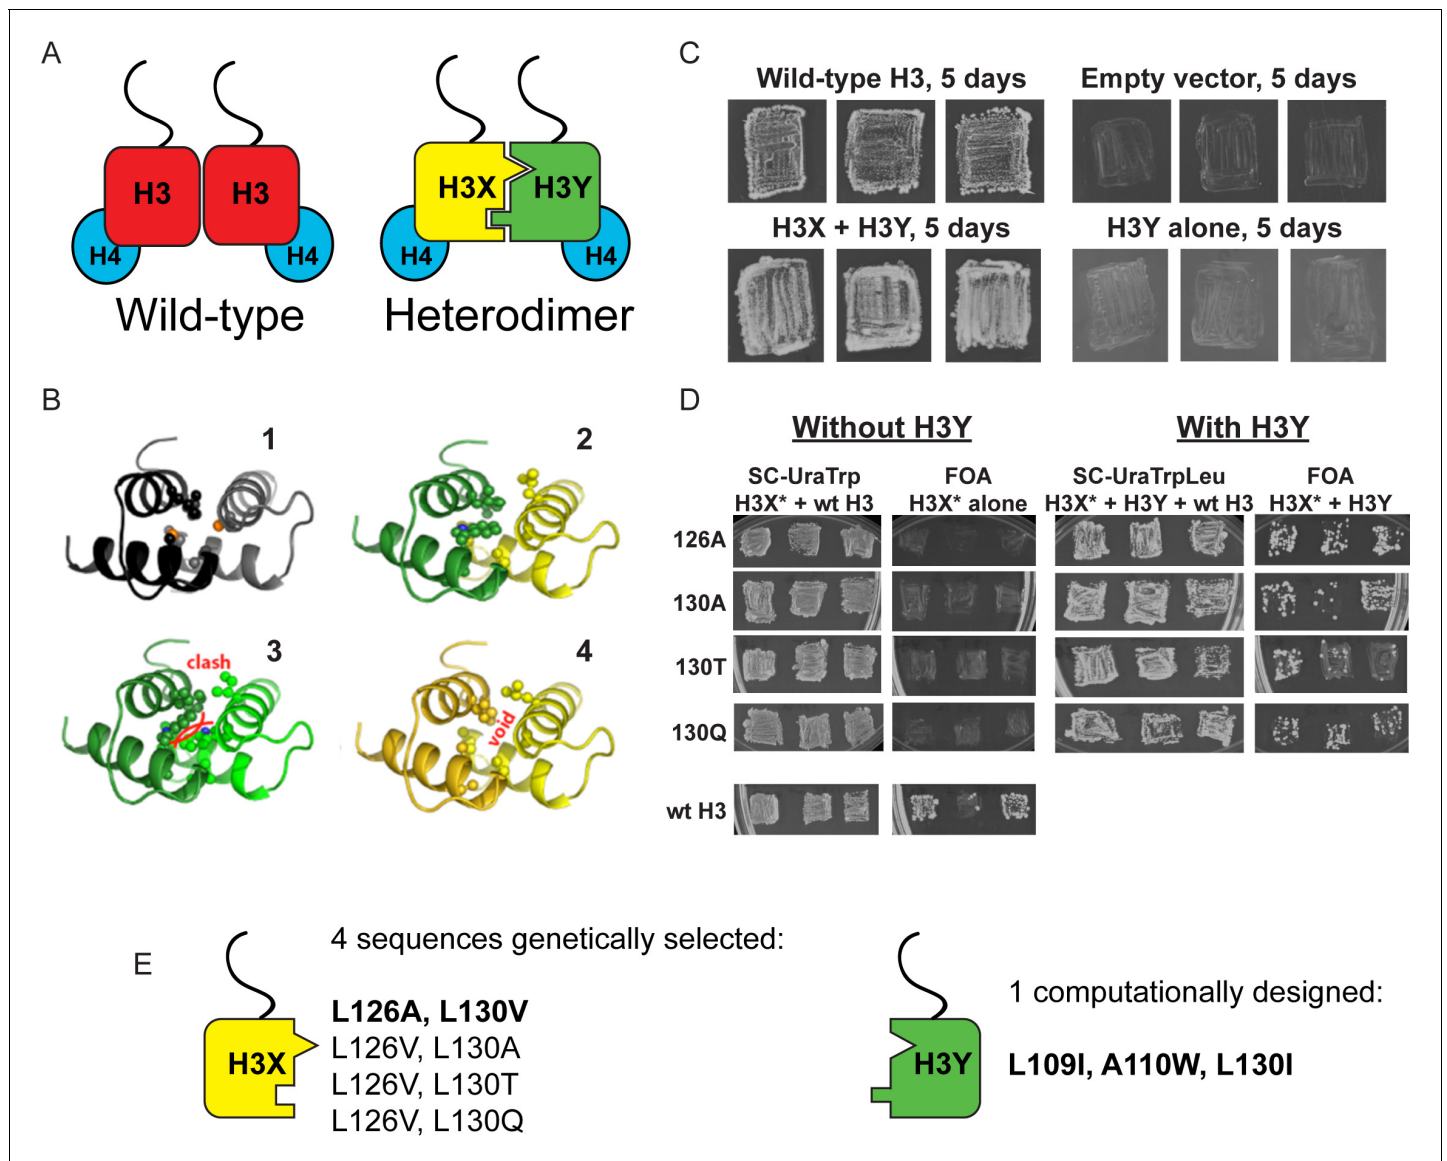 A
H3
H3
H4
H4
Wild-type
H3X
H3Y
H4
H4
Heterodimer
B
1
2
3
clash
4
void
C
Wild-type H3, 5 days
Empty vector, 5 days
H3X + H3Y, 5 days
H3Y alone, 5 days
D
Without H3Y
With H3Y
SC-UraTrp
H3X* + wt H3
FOA
H3X* alone
SC-UraTrpLeu
H3X* + H3Y + wt H3
FOA
H3X* + H3Y
126A
130A
130T
130Q
wt H3
E
H3X
4 sequences genetically selected:
L126A, L130V
L126V, L130A
L126V, L130T
L126V, L130Q
H3Y
1 computationally designed:
L109I, A110W, L130I